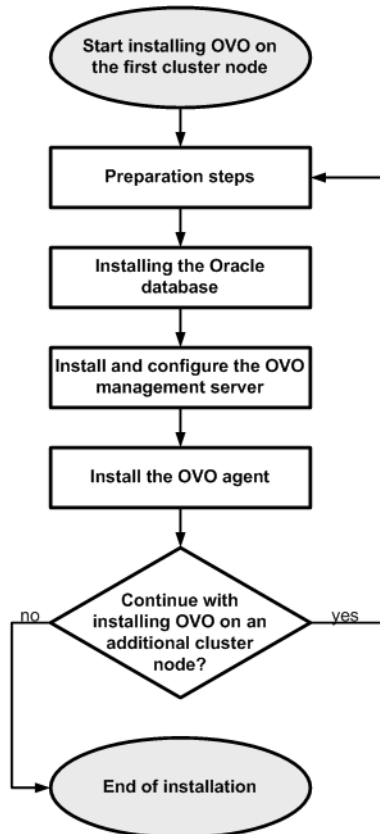 Start installing OVO on
the first cluster node
Preparation steps
Installing the Oracle
database
Install and configure the OVO
management server
Install the OVO agent
Continue with
installing OVO on an
additional cluster
node?
no
yes
End of installation